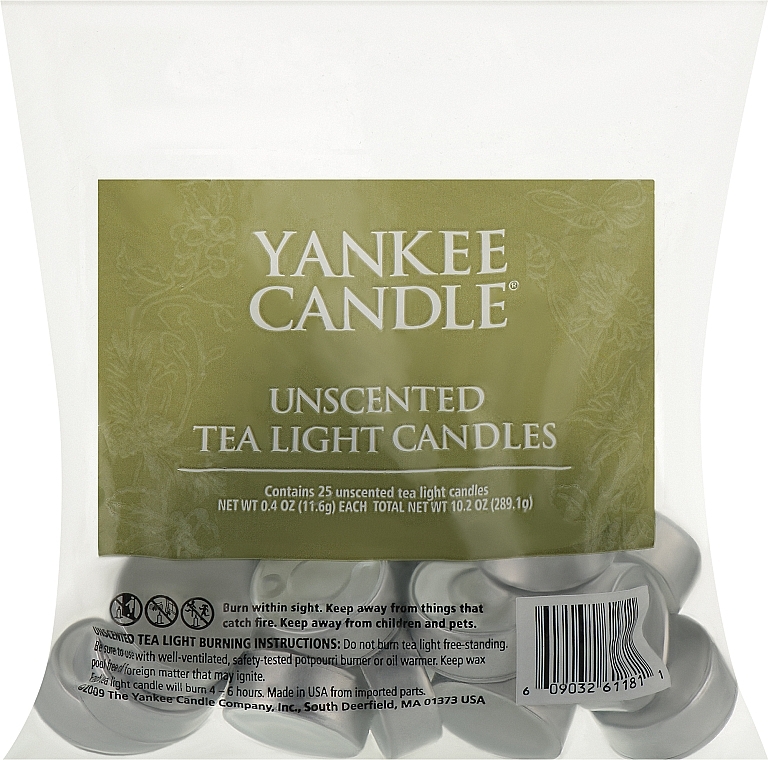 YANKEE
CANDLE®
UNSCENTED
TEA LIGHT CANDLES
Contains 25 unscented tea light candles
NET WT 0.4 OZ (11.6g) EACH TOTAL NET WT 10.2 OZ (289.1g)
Burn within sight. Keep away from things that
catch fire. Keep away from children and pets.
UNSCENTED TEA LIGHT BURNING INSTRUCTIONS: Do not burn tea light free-standing.
Be sure to use with well-ventilated, safety-tested potpourri burner or oil warmer. Keep wax
pool free of foreign matter that may ignite.
Each tea light candle will burn 4 – 6 hours. Made in USA from imported parts.
©2009 The Yankee Candle Company, Inc., South Deerfield, MA 01373 USA
6 09032 61181 1